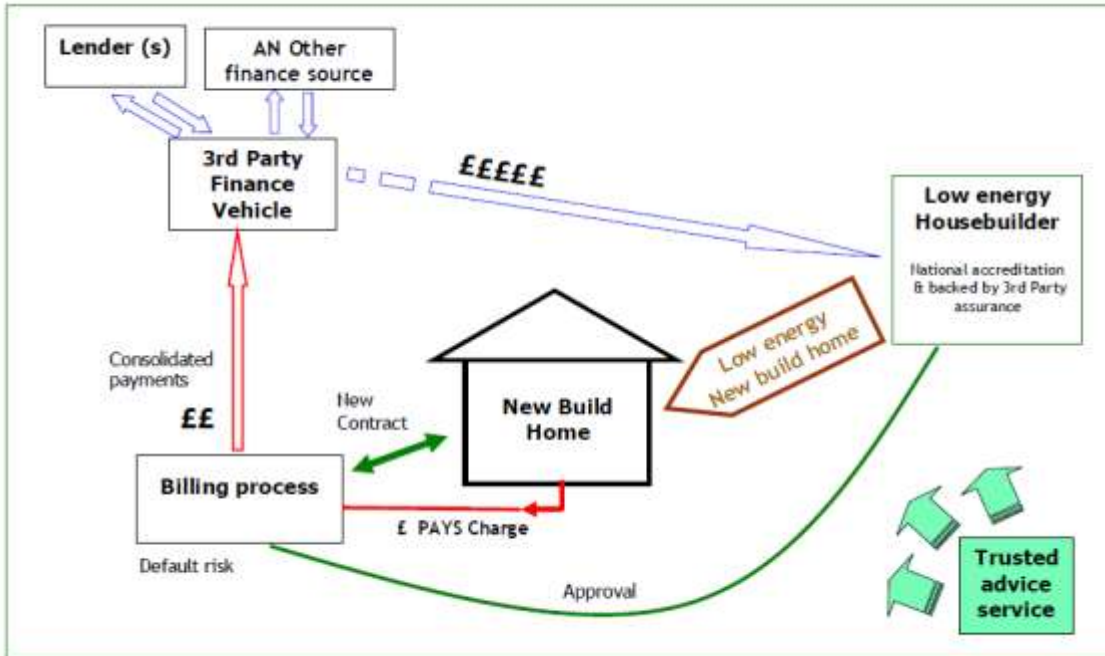 Lender (s)
AN Other
finance source
3rd Party
Finance
Vehicle
£££££
Low energy
Housebuilder
National accreditation
& backed by 3rd Party
assurance
Low energy
New build home
Consolidated
payments
££
New
Contract
New Build
Home
Billing process
£ PAYS Charge
Default risk
Approval
Trusted
advice
service